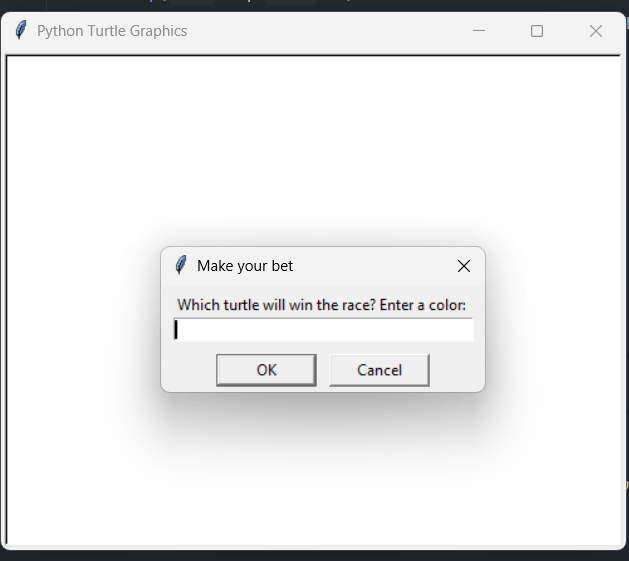 Python Turtle Graphics
Make your bet
Which turtle will win the race? Enter a color:
OK
Cancel